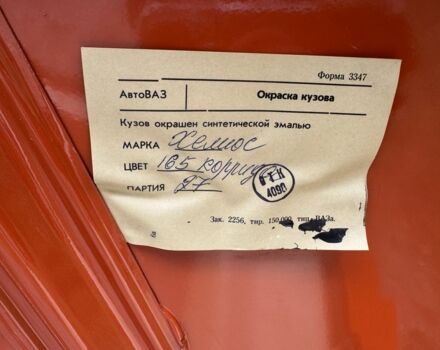 Форма 3347
АвтоВАЗ Окраска кузова
Кузов окрашен синтетической эмалью
МАРКА Хелиос
ЦВЕТ 165 коррида
ПАРТИЯ 27
ОТК
4090
Зак. 2256, тир. 150.000, тип. ВАЗа.